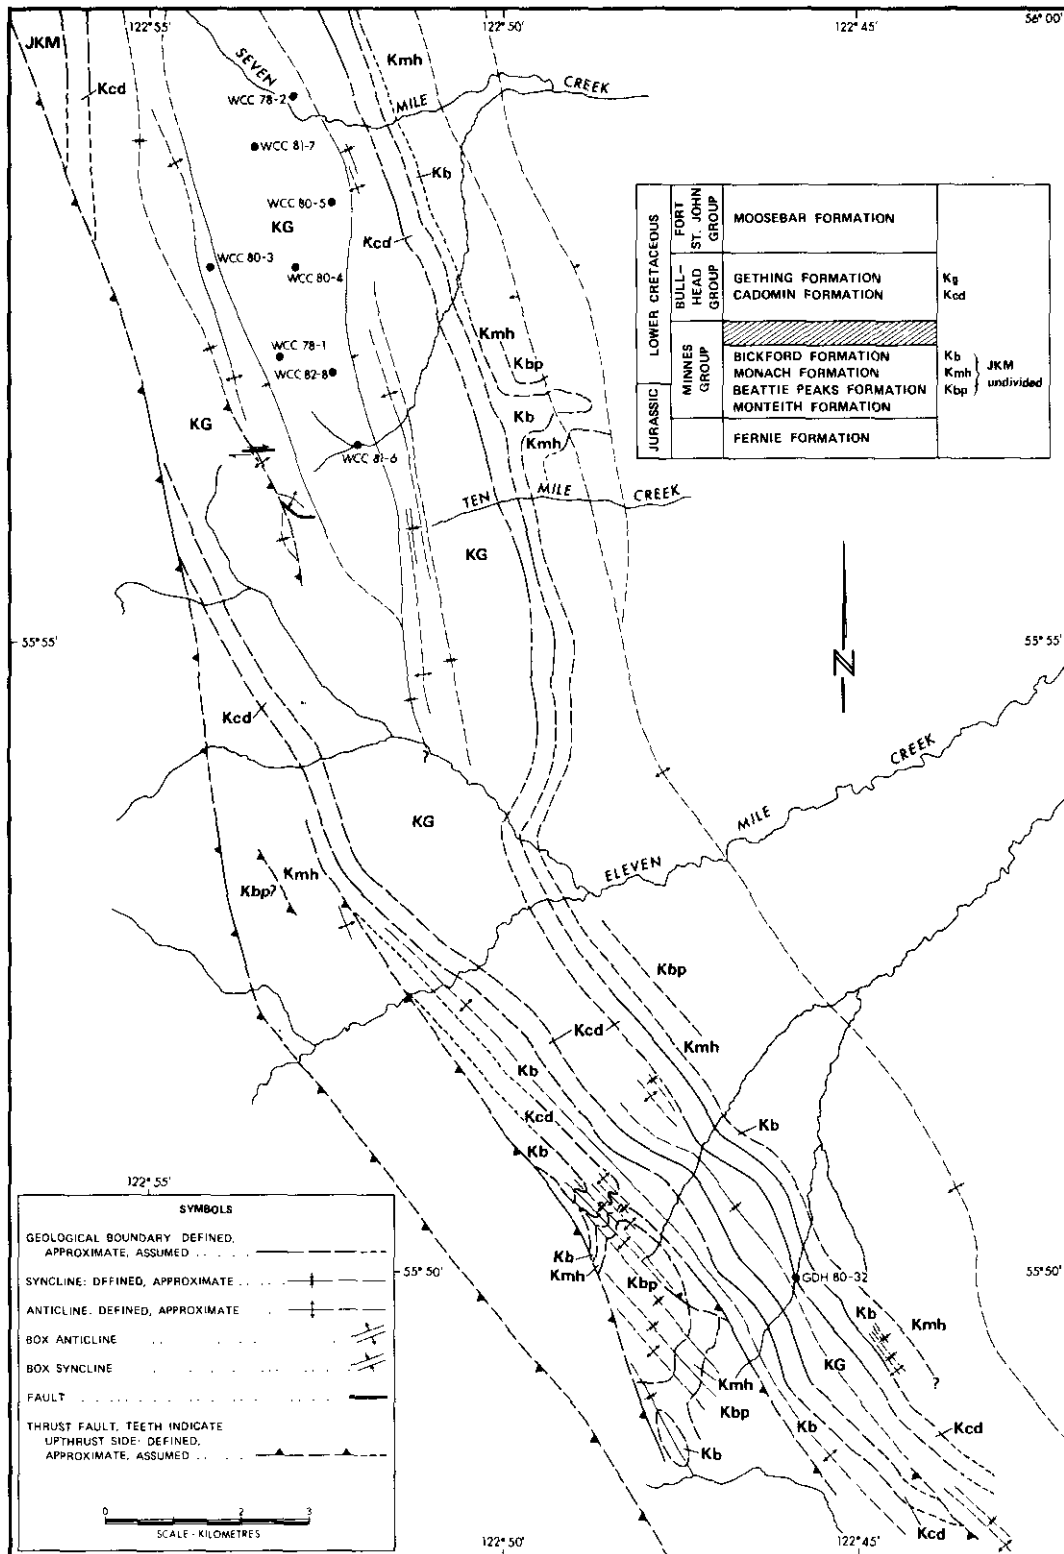 122° 55'
122° 50'
122° 45'
56° 00'
JKM
Kcd
SEVEN MILE CREEK
Kmh
WCC 78-2
WCC 81-7
Kb
WCC 80-5
KG
Kcd
WCC 80-3
WCC 80-4
Kmh
WCC 78-1
Kbp
WCC 82-8
KG
Kb
Kmh
WCC 81-6
TEN MILE CREEK
KG
LOWER CRETACEOUS
JURASSIC
FORT ST. JOHN GROUP
MOOSEBAR FORMATION
BULL-HEAD GROUP
GETHING FORMATION Kg
CADOMIN FORMATION Kcd
MINNES GROUP
BICKFORD FORMATION Kb
MONACH FORMATION Kmh
BEATTIE PEAKS FORMATION Kbp
JKM undivided
MONTEITH FORMATION
FERNIE FORMATION
N
55° 55'
55° 55'
Kcd
?
KG
ELEVEN MILE CREEK
Kmh
Kbp?
Kbp
Kcd
Kmh
Kb
Kcd
Kb
Kb
122° 55'
Kb
Kmh
Kbp
GDH 80-32
55° 50'
55° 50'
Kb
Kmh
?
KG
Kmh
Kbp
Kb
Kcd
Kb
Kcd
SYMBOLS
GEOLOGICAL BOUNDARY DEFINED,
APPROXIMATE, ASSUMED
SYNCLINE: DEFINED, APPROXIMATE
ANTICLINE: DEFINED, APPROXIMATE
BOX ANTICLINE
BOX SYNCLINE
FAULT
THRUST FAULT, TEETH INDICATE
UPTHRUST SIDE: DEFINED,
APPROXIMATE, ASSUMED
0 2 3
SCALE - KILOMETRES
122° 50'
122° 45'